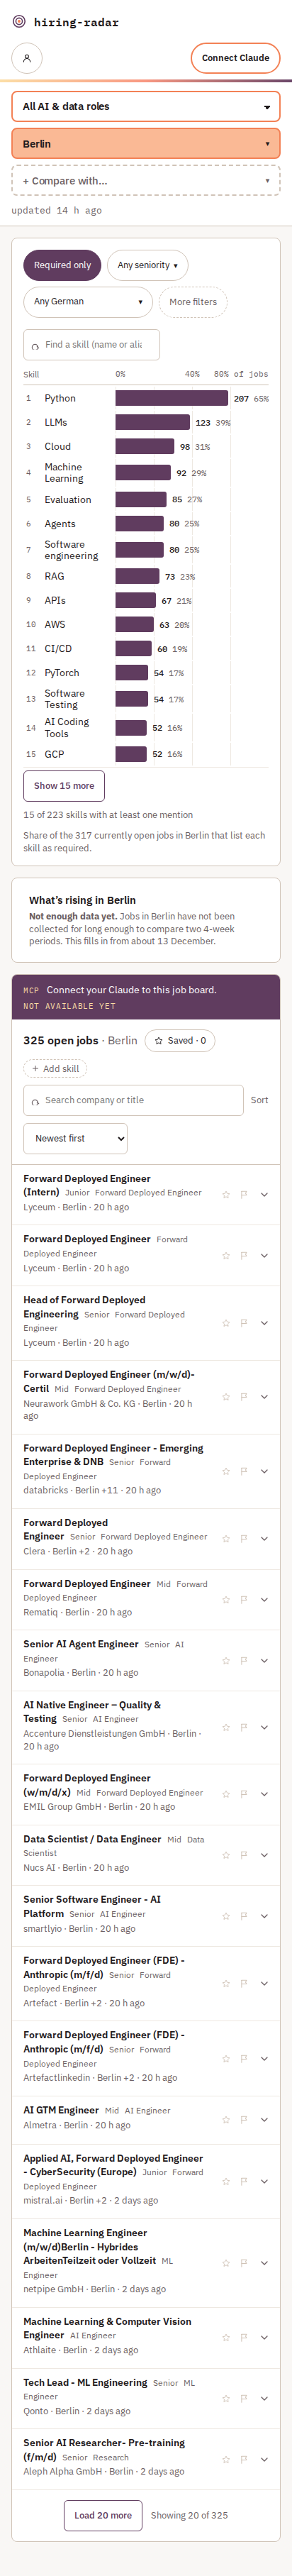 hiring-radar
Connect Claude
All AI & data roles
Berlin
+ Compare with...
updated 14 h ago
Required only
Any seniority
Any German
More filters
Find a skill (name or alia
Skill 0% 40% 80% of jobs
1 Python 207 65%
2 LLMs 123 39%
3 Cloud 98 31%
4 Machine
Learning 92 29%
5 Evaluation 85 27%
6 Agents 80 25%
7 Software
engineering 80 25%
8 RAG 73 23%
9 APIs 67 21%
10 AWS 63 20%
11 CI/CD 60 19%
12 PyTorch 54 17%
13 Software
Testing 54 17%
14 AI Coding
Tools 52 16%
15 GCP 52 16%
Show 15 more
15 of 223 skills with at least one mention
Share of the 317 currently open jobs in Berlin that list each
skill as required.
What's rising in Berlin
Not enough data yet. Jobs in Berlin have not been
collected for long enough to compare two 4-week
periods. This fills in from about 13 December.
MCP Connect your Claude to this job board.
NOT AVAILABLE YET
325 open jobs · Berlin
Saved · 0
+ Add skill
Search company or title
Sort
Newest first
Forward Deployed Engineer
(Intern) Junior Forward Deployed Engineer
Lyceum · Berlin · 20 h ago
Forward Deployed Engineer Forward
Deployed Engineer
Lyceum · Berlin · 20 h ago
Head of Forward Deployed
Engineering Senior Forward Deployed
Engineer
Lyceum · Berlin · 20 h ago
Forward Deployed Engineer (m/w/d)-
Certil Mid Forward Deployed Engineer
Neurawork GmbH & Co. KG · Berlin · 20 h
ago
Forward Deployed Engineer - Emerging
Enterprise & DNB Senior Forward
Deployed Engineer
databricks · Berlin +11 · 20 h ago
Forward Deployed
Engineer Senior Forward Deployed Engineer
Clera · Berlin +2 · 20 h ago
Forward Deployed Engineer Mid Forward
Deployed Engineer
Rematiq · Berlin · 20 h ago
Senior AI Agent Engineer Senior AI
Engineer
Bonapolia · Berlin · 20 h ago
AI Native Engineer – Quality &
Testing Senior AI Engineer
Accenture Dienstleistungen GmbH · Berlin ·
20 h ago
Forward Deployed Engineer
(w/m/d/x) Mid Forward Deployed Engineer
EMIL Group GmbH · Berlin · 20 h ago
Data Scientist / Data Engineer Mid Data
Scientist
Nucs AI · Berlin · 20 h ago
Senior Software Engineer - AI
Platform Senior AI Engineer
smartlyio · Berlin · 20 h ago
Forward Deployed Engineer (FDE) -
Anthropic (m/f/d) Senior Forward
Deployed Engineer
Artefact · Berlin +2 · 20 h ago
Forward Deployed Engineer (FDE) -
Anthropic (m/f/d) Senior Forward
Deployed Engineer
Artefactlinkedin · Berlin +2 · 20 h ago
AI GTM Engineer Mid AI Engineer
Almetra · Berlin · 20 h ago
Applied AI, Forward Deployed Engineer
- CyberSecurity (Europe) Junior Forward
Deployed Engineer
mistral.ai · Berlin +2 · 2 days ago
Machine Learning Engineer
(m/w/d)Berlin - Hybrides
ArbeitenTeilzeit oder Vollzeit ML
Engineer
netpipe GmbH · Berlin · 2 days ago
Machine Learning & Computer Vision
Engineer AI Engineer
Athlaite · Berlin · 2 days ago
Tech Lead - ML Engineering Senior ML
Engineer
Qonto · Berlin · 2 days ago
Senior AI Researcher- Pre-training
(f/m/d) Senior Research
Aleph Alpha GmbH · Berlin · 2 days ago
Load 20 more
Showing 20 of 325